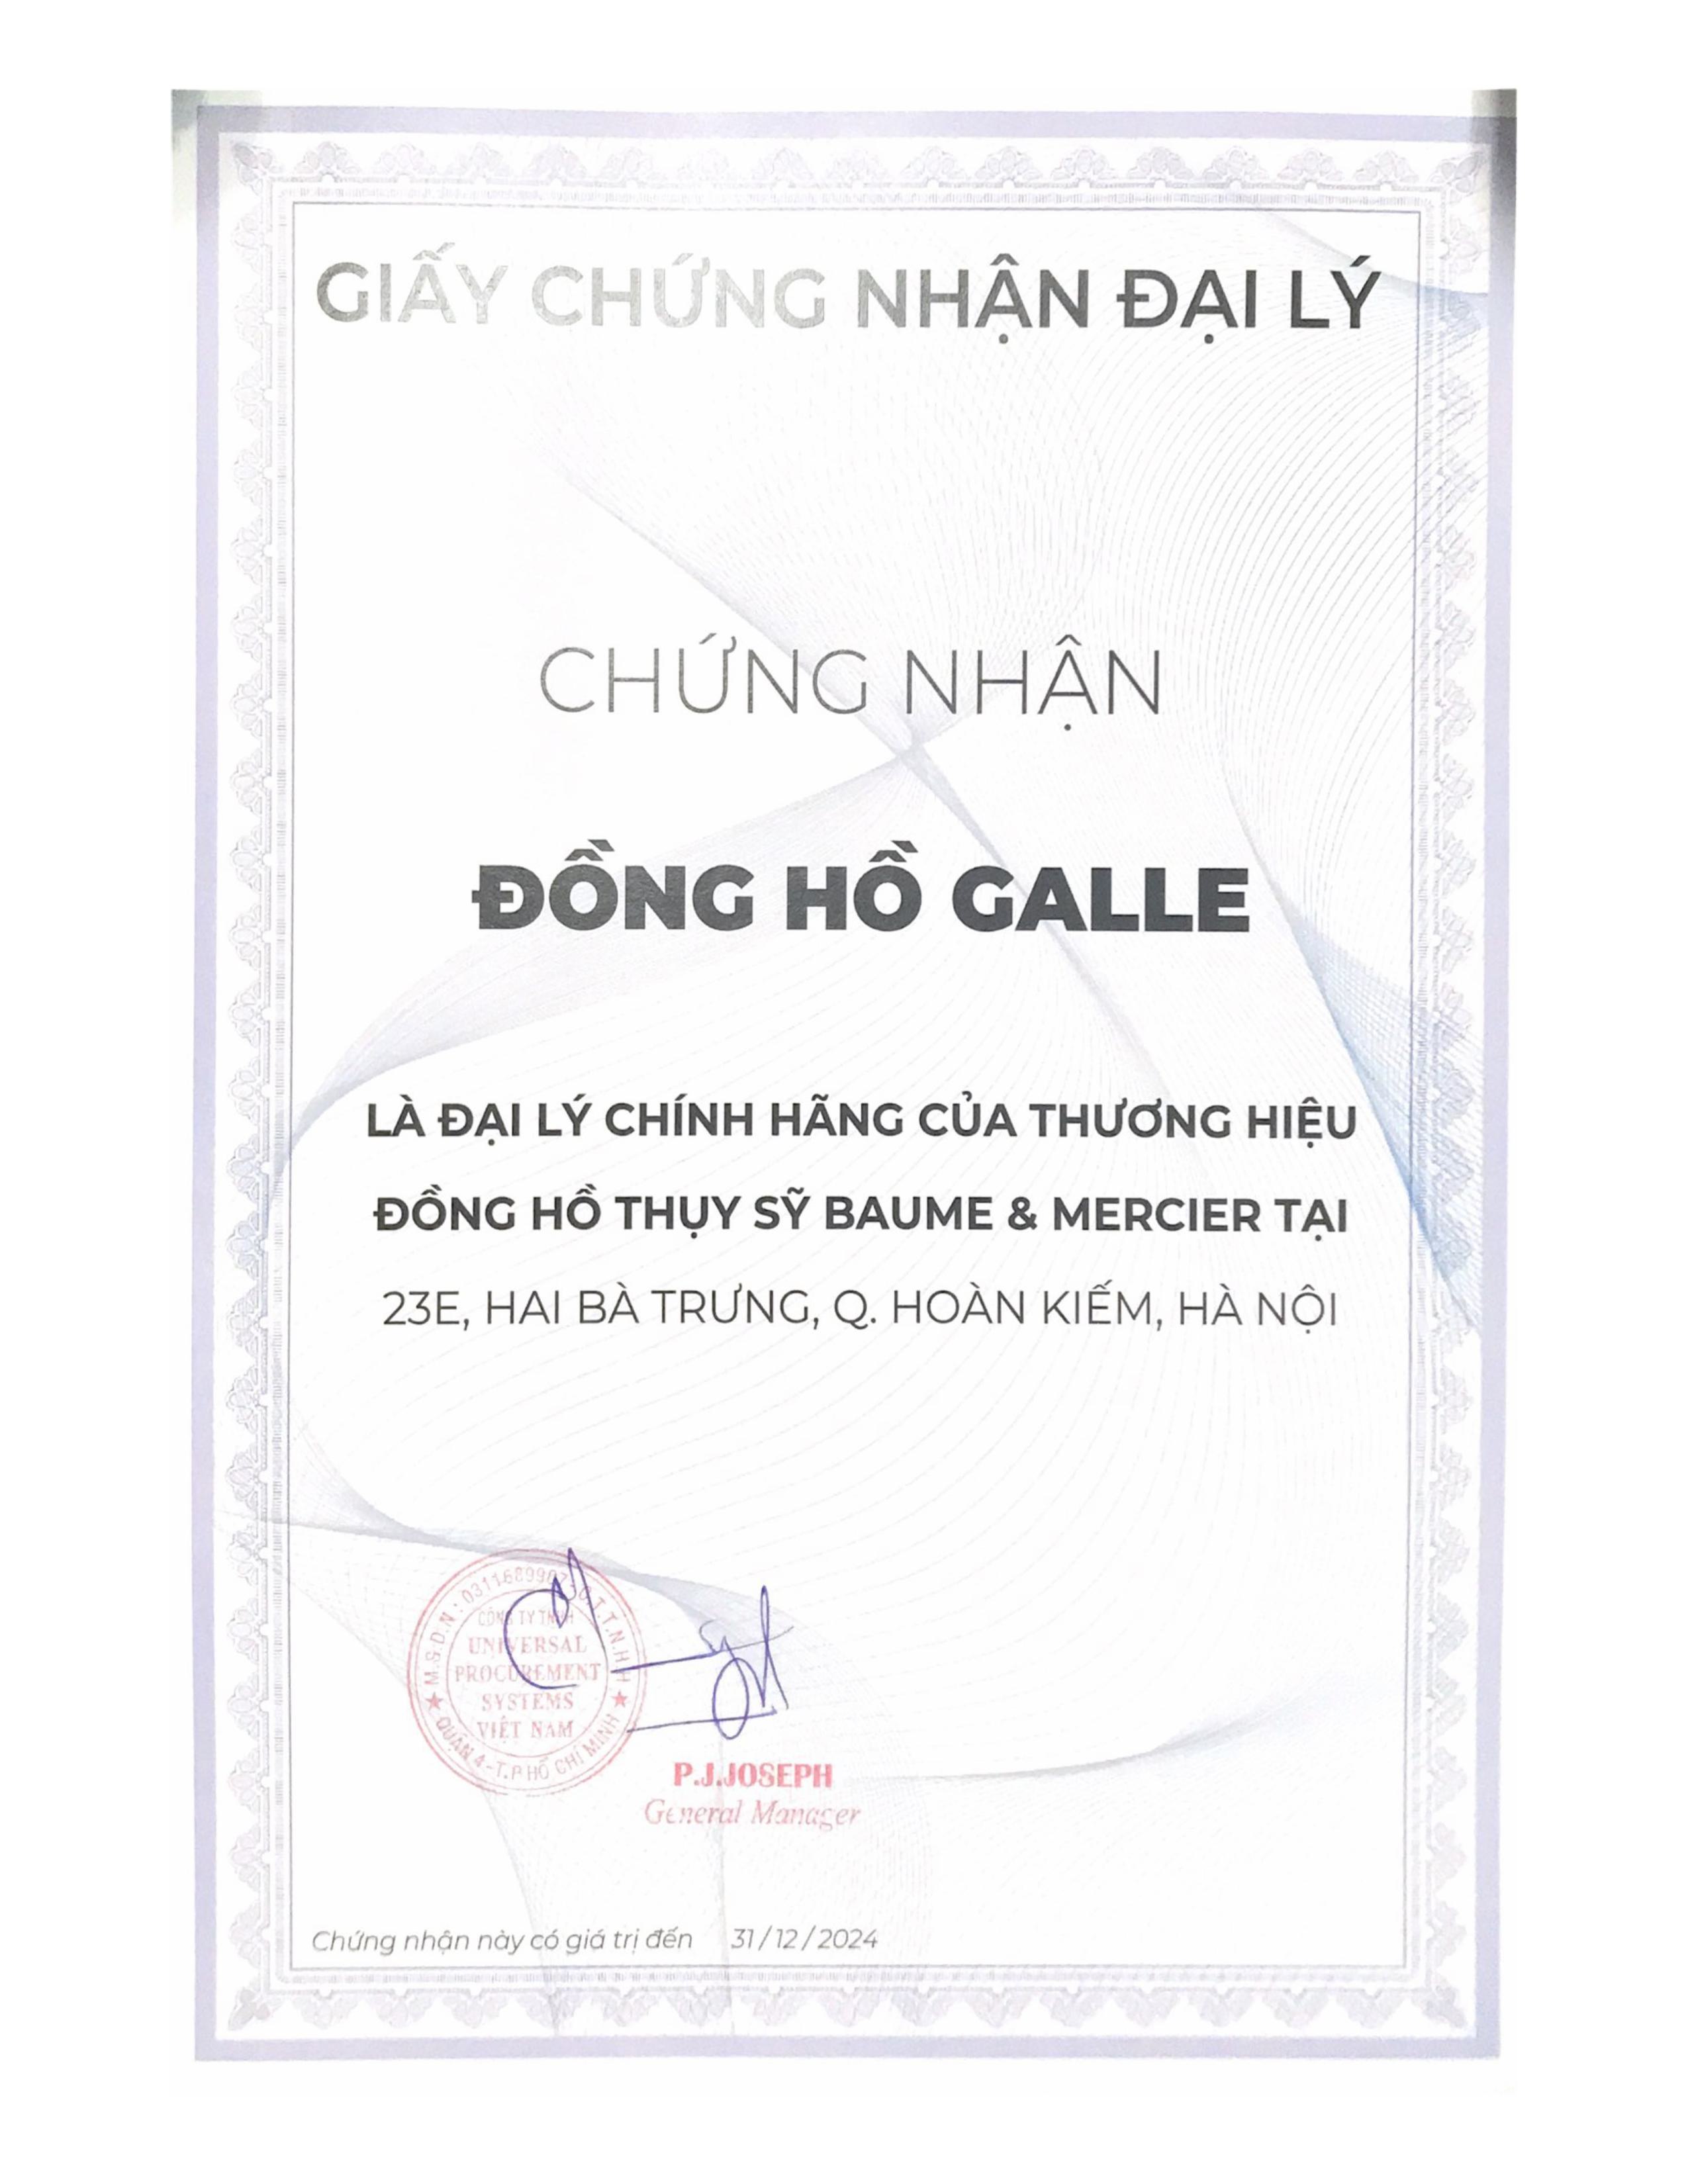 GIẤY CHỨNG NHẬN ĐẠI LÝ
CHỨNG NHẬN
ĐỒNG HỒ GALLE
LÀ ĐẠI LÝ CHÍNH HÃNG CỦA THƯƠNG HIỆU
ĐỒNG HỒ THỤY SỸ BAUME & MERCIER TẠI
23E, HAI BÀ TRƯNG, Q. HOÀN KIẾM, HÀ NỘI
M.S.D.N: T.T.N.H.H
CÔNG TY TNHH
UNIVERSAL
PROCUREMENT
SYSTEMS
VIỆT NAM
QUẬN 4-T.P HỒ CHÍ MINH
P.J.JOSEPH
General Manager
Chứng nhận này có giá trị đến 31/12/2024